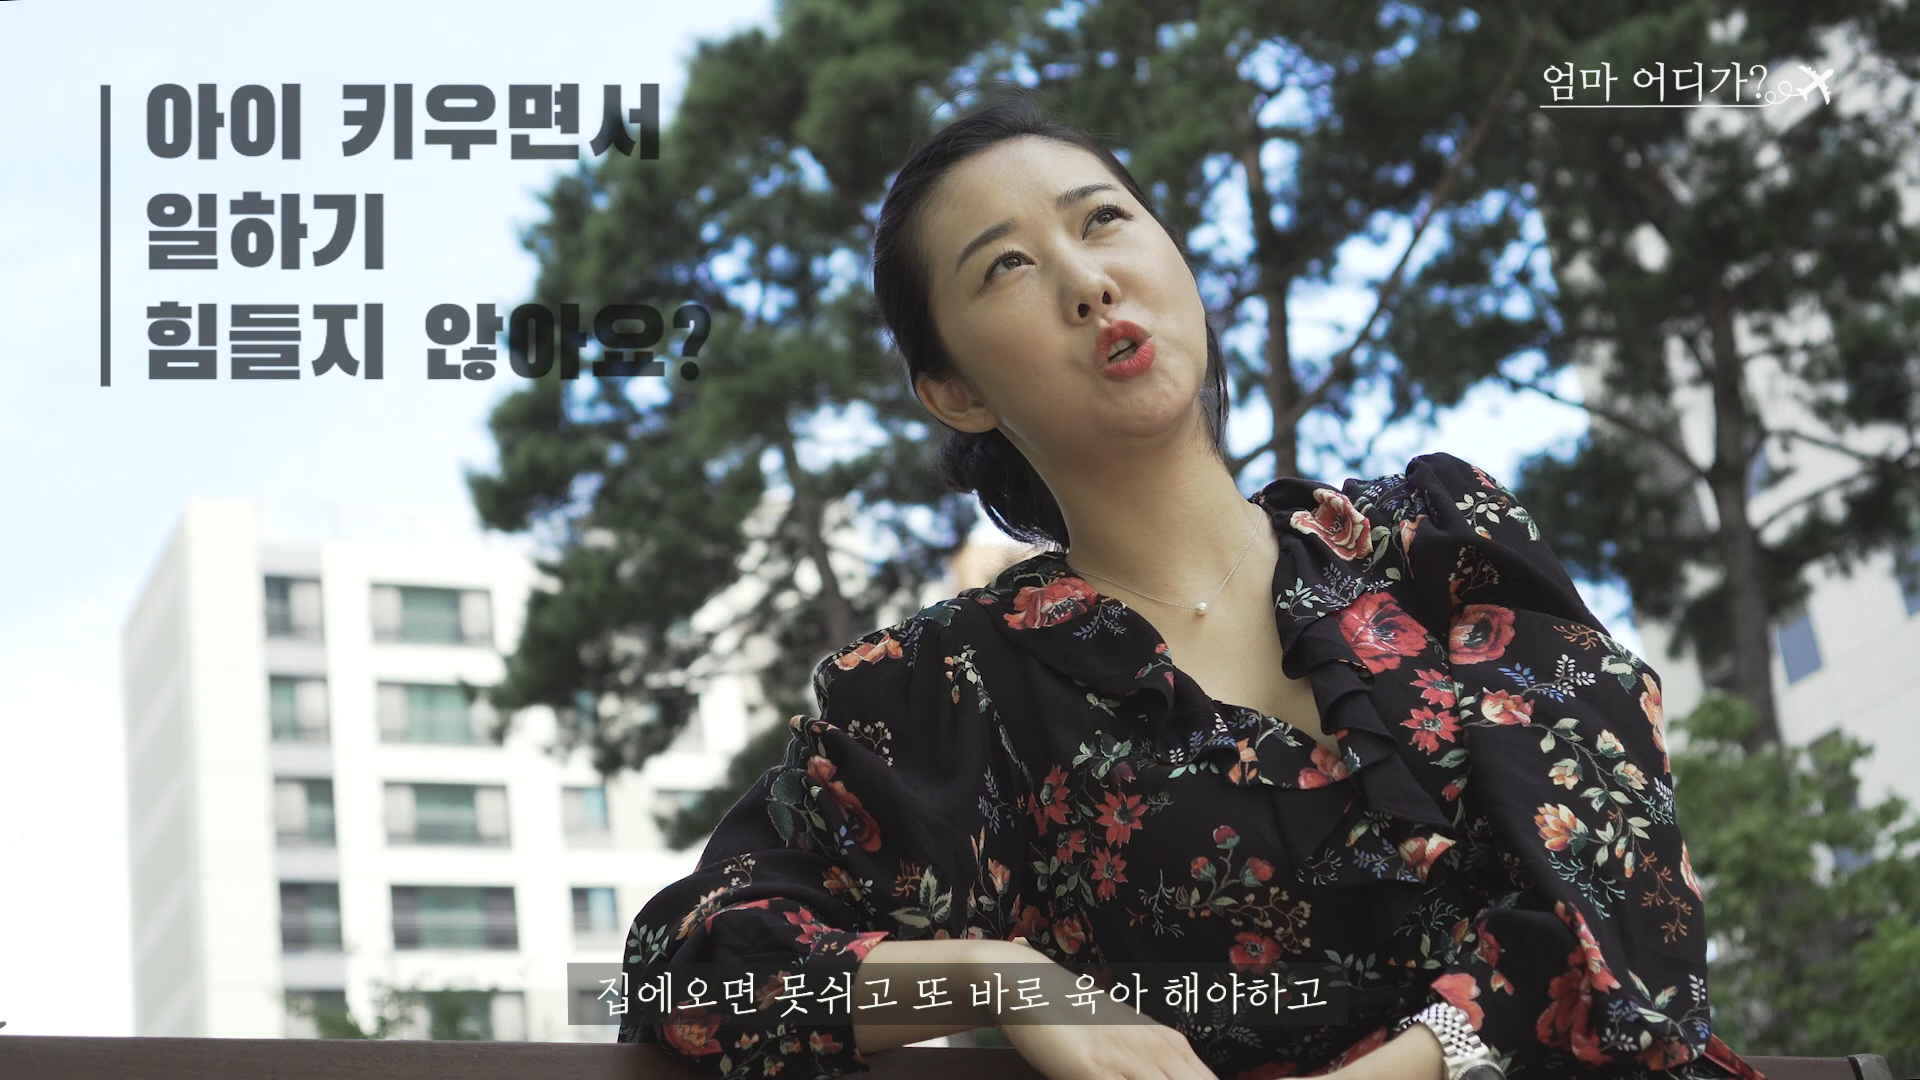 아이 키우면서
일하기
힘들지 않아요?
엄마 어디가?
집에오면 못쉬고 또 바로 육아 해야하고